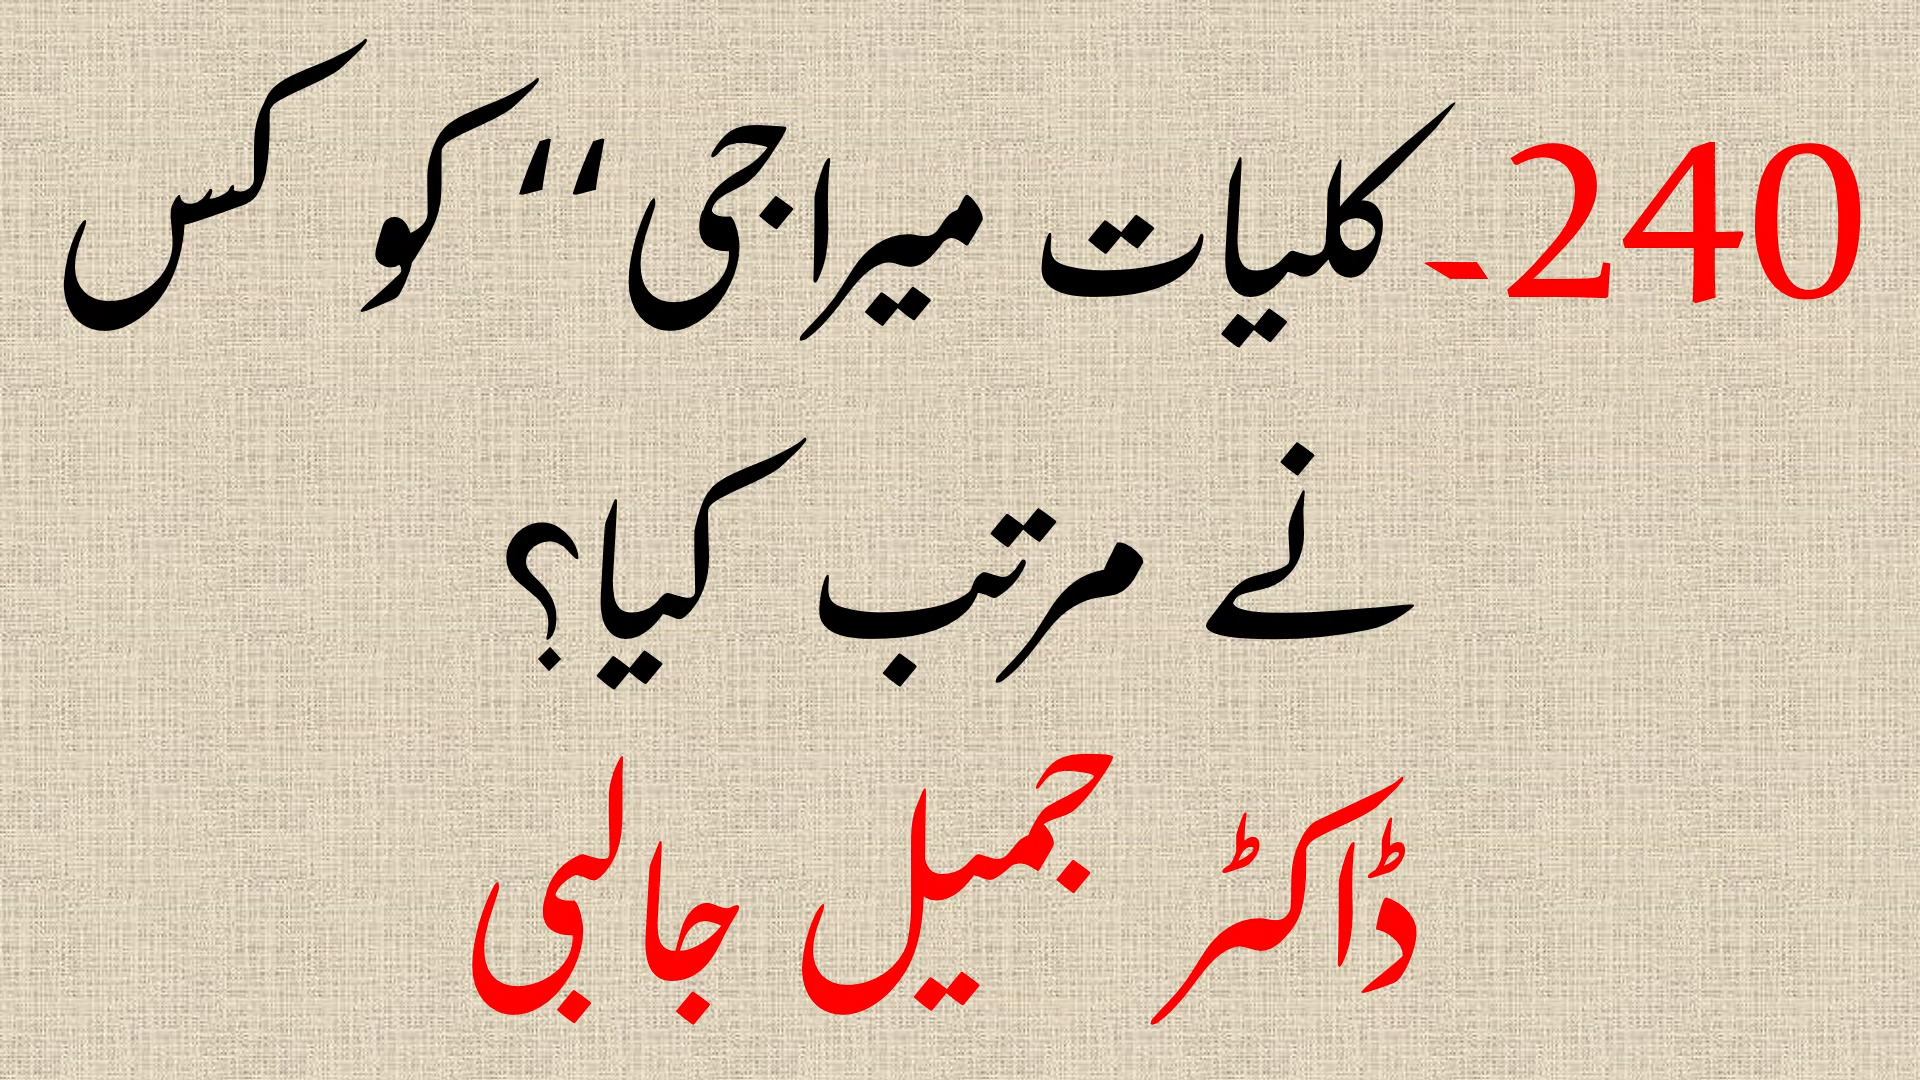 240۔ کلیات میراجی“ کو کس
نے مرتب کیا؟
ڈاکٹر جمیل جالبی